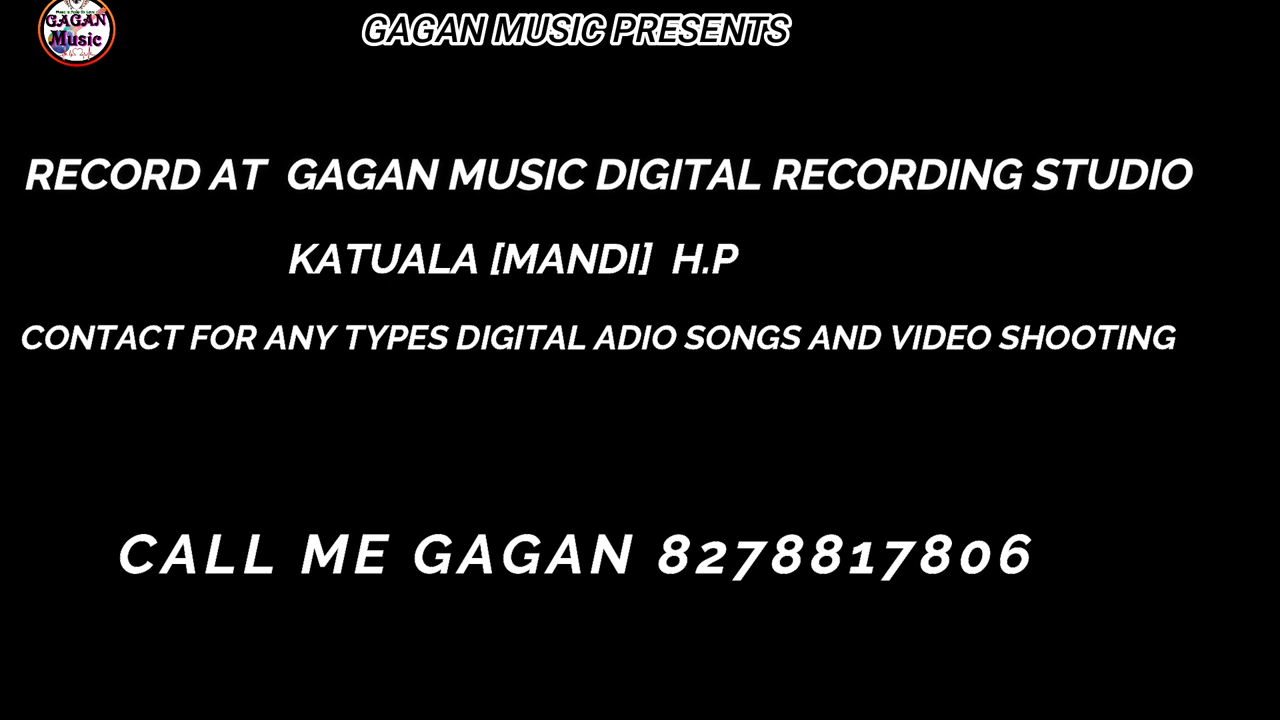 GAGAN
Music
GAGAN MUSIC PRESENTS
RECORD AT GAGAN MUSIC DIGITAL RECORDING STUDIO
KATUALA [MANDI] H.P
CONTACT FOR ANY TYPES DIGITAL ADIO SONGS AND VIDEO SHOOTING
CALL ME GAGAN 8278817806